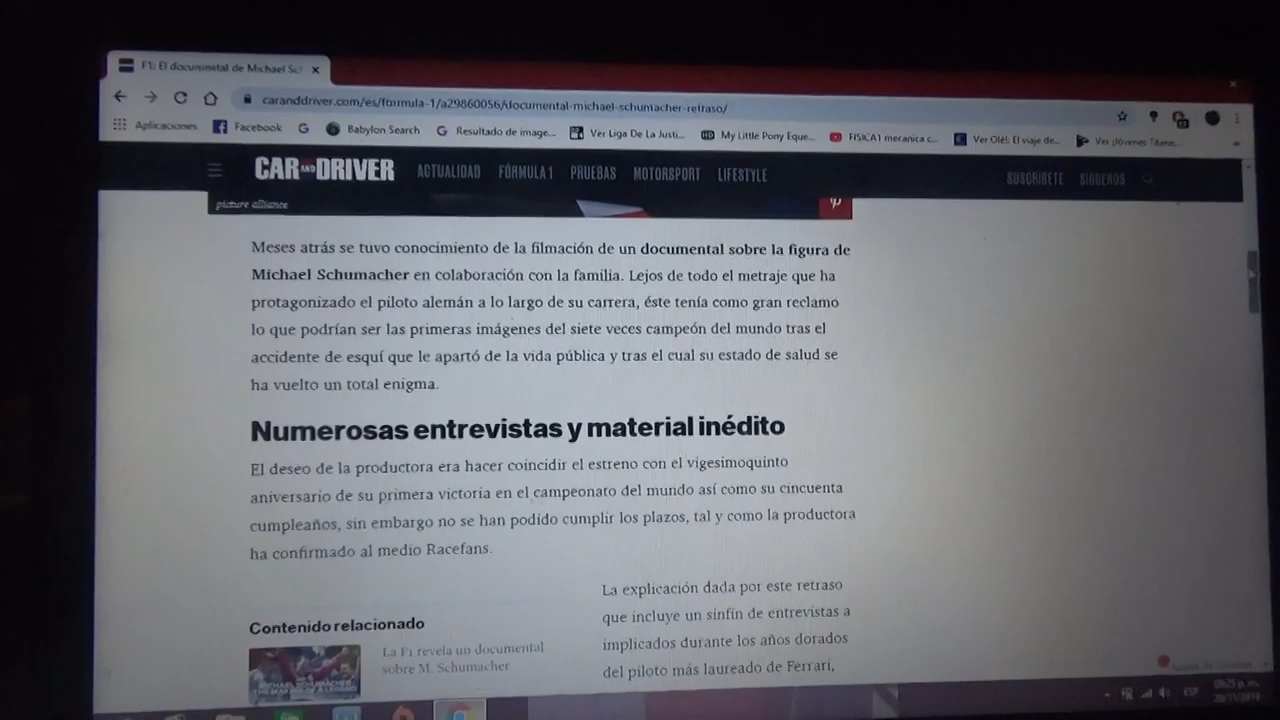 F1: El documental de Michael Sc
caranddriver.com/es/formula-1/a29860056/documental-michael-schumacher-retraso/
Aplicaciones Facebook Babylon Search Resultado de image... Ver Liga De La Justi... My Little Pony Eque... FISICA1 mecanica c... Ver Olé!. El viaje de... Ver ¡Jóvenes Titane...
CAR AND DRIVER ACTUALIDAD FÓRMULA 1 PRUEBAS MOTORSPORT LIFESTYLE SUSCRÍBETE SÍGUENOS
picture alliance
Meses atrás se tuvo conocimiento de la filmación de un documental sobre la figura de
Michael Schumacher en colaboración con la familia. Lejos de todo el metraje que ha
protagonizado el piloto alemán a lo largo de su carrera, éste tenía como gran reclamo
lo que podrían ser las primeras imágenes del siete veces campeón del mundo tras el
accidente de esquí que le apartó de la vida pública y tras el cual su estado de salud se
ha vuelto un total enigma.
Numerosas entrevistas y material inédito
El deseo de la productora era hacer coincidir el estreno con el vigesimoquinto
aniversario de su primera victoria en el campeonato del mundo así como su cincuenta
cumpleaños, sin embargo no se han podido cumplir los plazos, tal y como la productora
ha confirmado al medio Racefans.
La explicación dada por este retraso
que incluye un sinfín de entrevistas a
implicados durante los años dorados
del piloto más laureado de Ferrari,
Contenido relacionado
La F1 revela un documental
sobre M. Schumacher
ESP